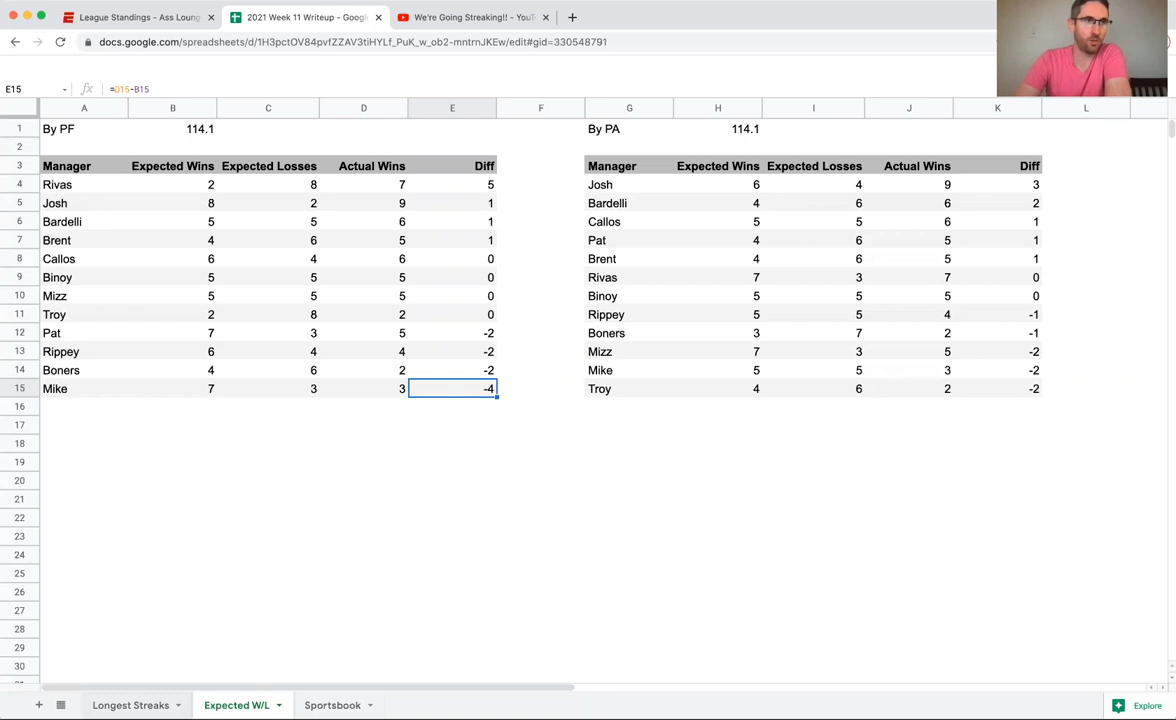 League Standings - Ass Loung
2021 Week 11 Writeup - Googl
We're Going Streaking!! - YouT
docs.google.com/spreadsheets/d/1H3pctOV84pvfZZAV3tiHYLf_PuK_w_ob2-mntrnJKEw/edit#gid=330548791
E15 fx =D15-B15
A B C D E F G H I J K L
1 By PF 114.1 By PA 114.1
2
3 Manager Expected Wins Expected Losses Actual Wins Diff Manager Expected Wins Expected Losses Actual Wins Diff
4 Rivas 2 8 7 5 Josh 6 4 9 3
5 Josh 8 2 9 1 Bardelli 4 6 6 2
6 Bardelli 5 5 6 1 Callos 5 5 6 1
7 Brent 4 6 5 1 Pat 4 6 5 1
8 Callos 6 4 6 0 Brent 4 6 5 1
9 Binoy 5 5 5 0 Rivas 7 3 7 0
10 Mizz 5 5 5 0 Binoy 5 5 5 0
11 Troy 2 8 2 0 Rippey 5 5 4 -1
12 Pat 7 3 5 -2 Boners 3 7 2 -1
13 Rippey 6 4 4 -2 Mizz 7 3 5 -2
14 Boners 4 6 2 -2 Mike 5 5 3 -2
15 Mike 7 3 3 -4 Troy 4 6 2 -2
16
17
18
19
20
21
22
23
24
25
26
27
28
29
30
Longest Streaks Expected W/L Sportsbook Explore